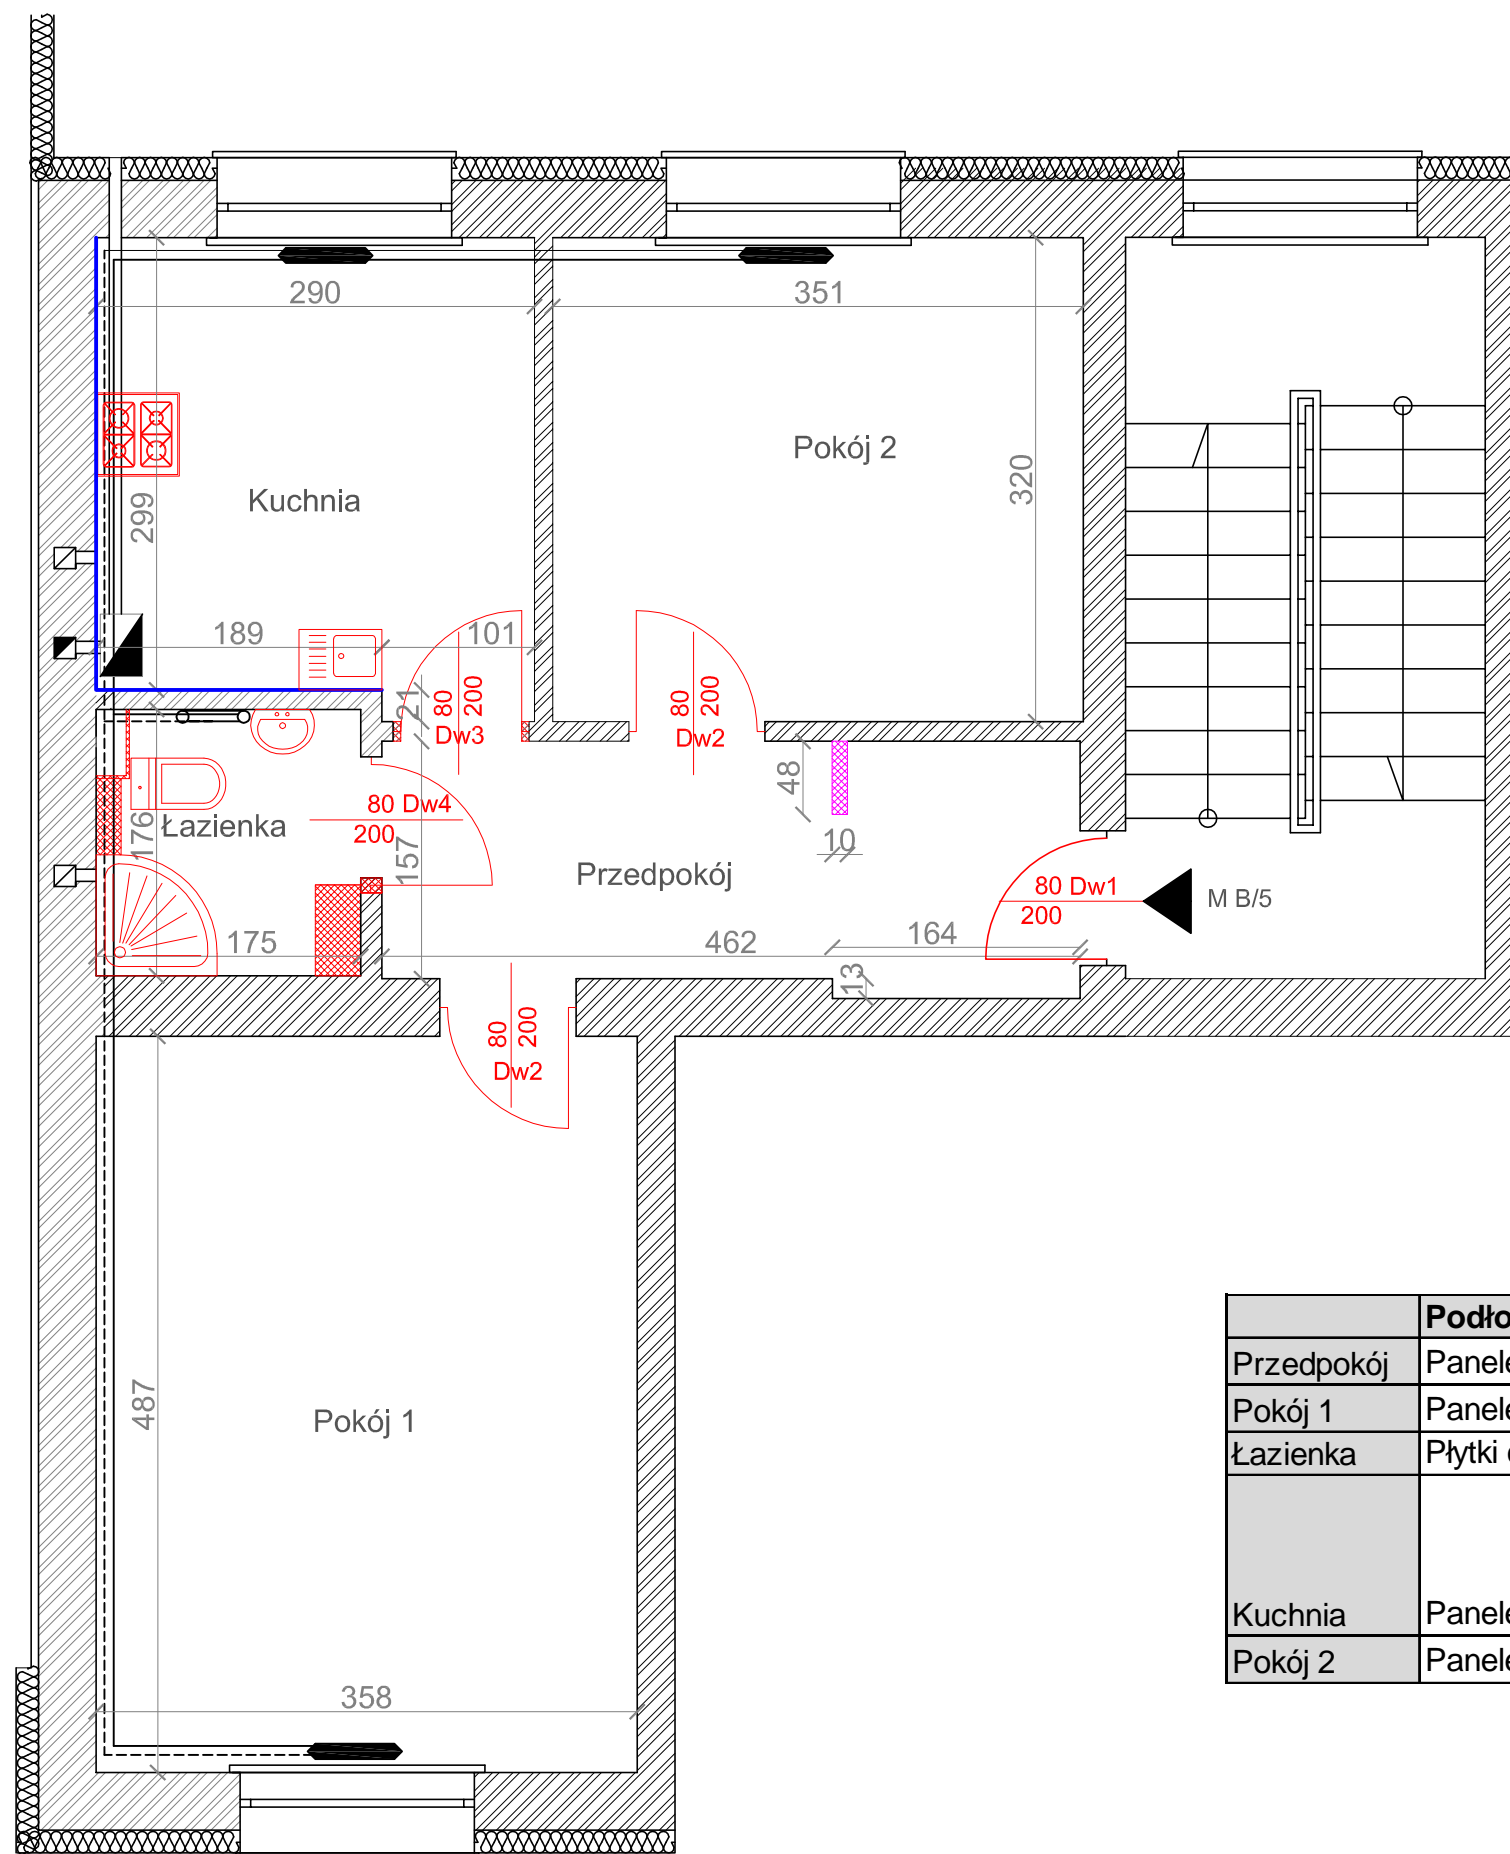 290
351
Pokój 2
320
Kuchnia
299
189
101
21
80
200
Dw3
80
200
Dw2
48
80 Dw4
200
Łazienka
176
157
10
Przedpokój
80 Dw1
200
M B/5
175
462
164
13
80
200
Dw2
487
Pokój 1
358
Podło
Przedpokój Panele
Pokój 1 Panele
Łazienka Płytki
Kuchnia Panele
Pokój 2 Panele